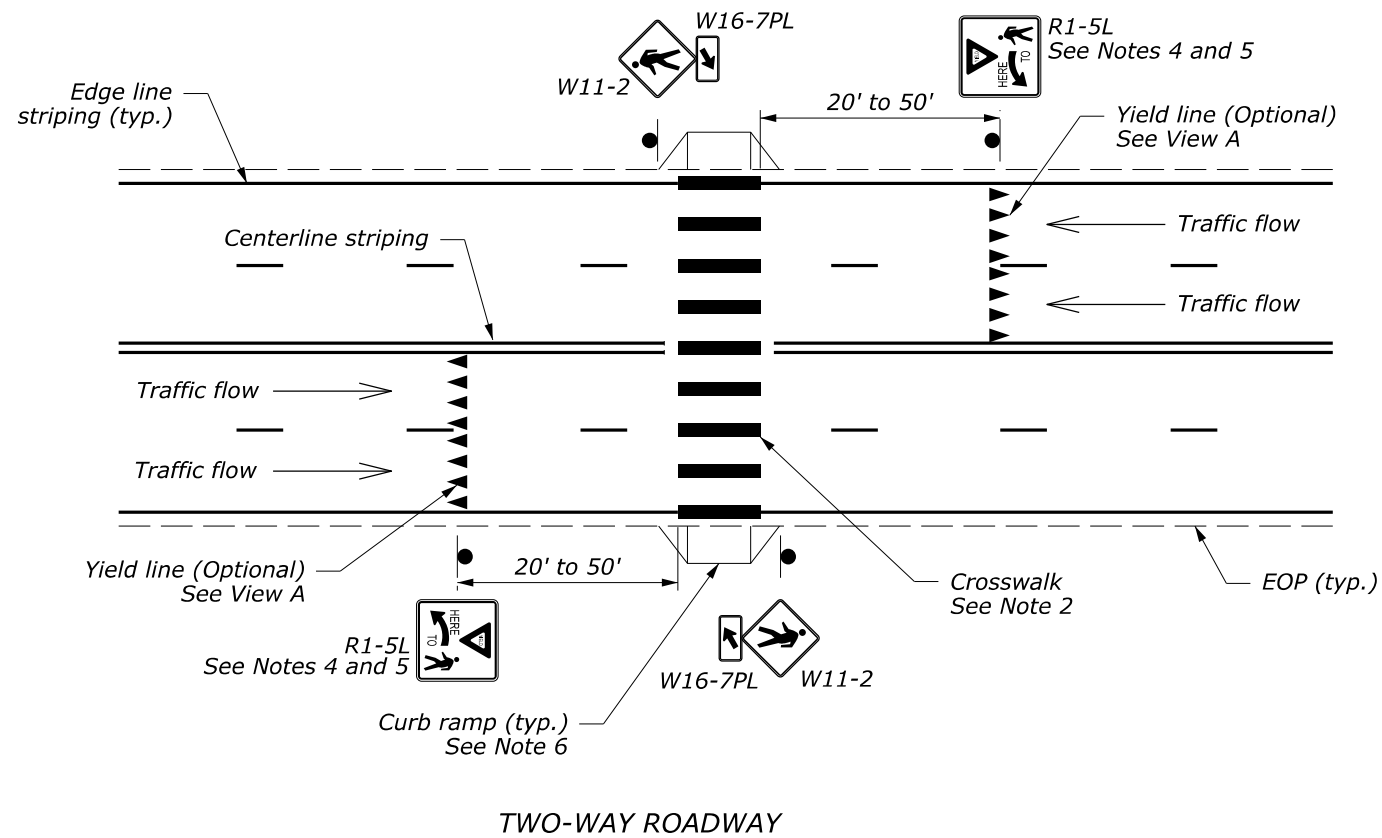 W16-7PL
W11-2
R1-5L
See Notes 4 and 5
HERE
TO
20' to 50'
Edge line
striping (typ.)
Yield line (Optional)
See View A
Centerline striping
Traffic flow
Traffic flow
Traffic flow
Traffic flow
Yield line (Optional)
See View A
20' to 50'
Crosswalk
See Note 2
EOP (typ.)
HERE
TO
R1-5L
See Notes 4 and 5
W16-7PL
W11-2
Curb ramp (typ.)
See Note 6
TWO-WAY ROADWAY